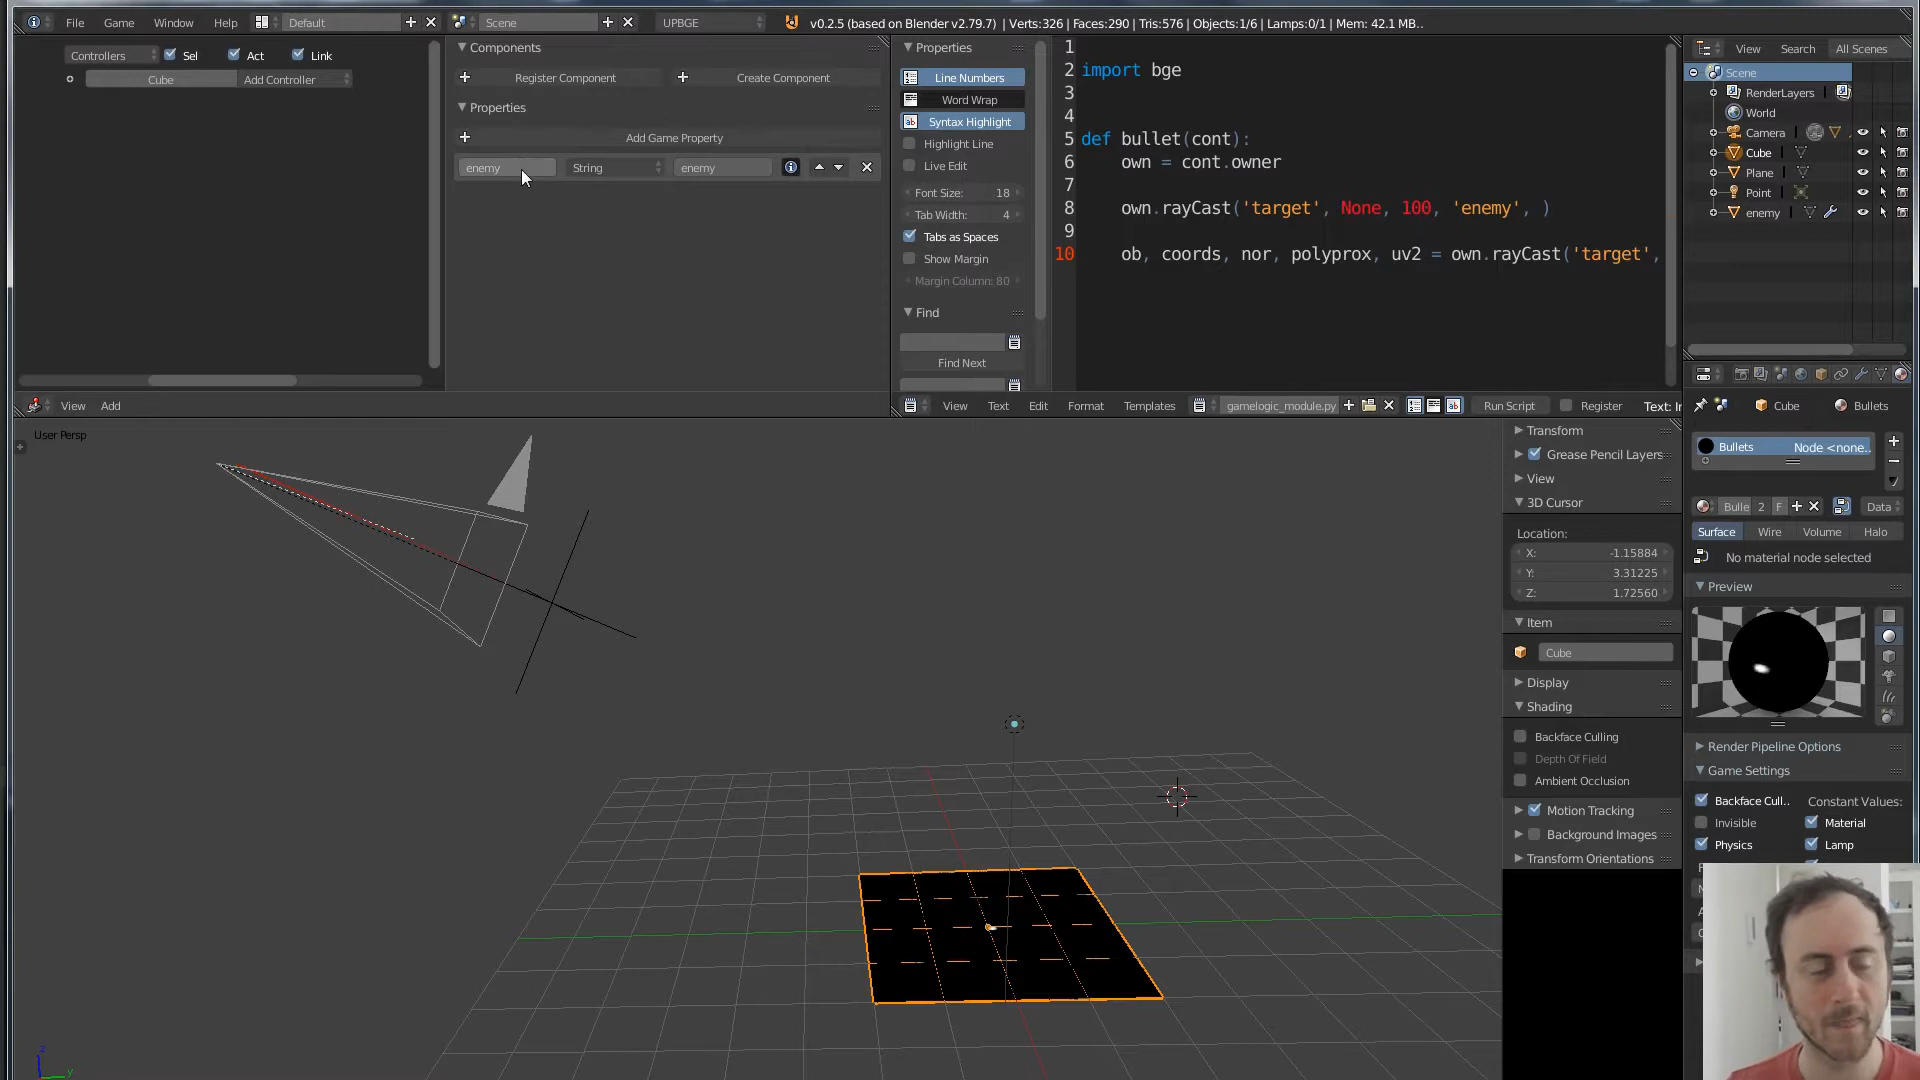 File Game Window Help Default Scene UPBGE v0.2.5 (based on Blender v2.79.7) | Verts:326 | Faces:290 | Tris:576 | Objects:1/6 | Lamps:0/1 | Mem: 42.1 MB..
Controllers Sel Act Link
Cube Add Controller
Components
Register Component Create Component
Properties
Add Game Property
enemy String enemy
View Add
Properties
Line Numbers
Word Wrap
Syntax Highlight
Highlight Line
Live Edit
Font Size: 18
Tab Width: 4
Tabs as Spaces
Show Margin
Margin Column: 80
Find
Find Next
1
2 import bge
3
4
5 def bullet(cont):
6 own = cont.owner
7
8 own.rayCast('target', None, 100, 'enemy', )
9
10 ob, coords, nor, polyprox, uv2 = own.rayCast('target',
View Text Edit Format Templates gamelogic_module.py Run Script Register Text: I
View Search All Scenes
Scene
RenderLayers
World
Camera
Cube
Plane
Point
enemy
Cube Bullets
Bullets Node <none..
Bulle 2 F Data
Surface Wire Volume Halo
No material node selected
Preview
Render Pipeline Options
Game Settings
Backface Cull.. Constant Values:
Invisible Material
Physics Lamp
User Persp
Transform
Grease Pencil Layers
View
3D Cursor
Location:
X: -1.15884
Y: 3.31225
Z: 1.72560
Item
Cube
Display
Shading
Backface Culling
Depth Of Field
Ambient Occlusion
Motion Tracking
Background Images
Transform Orientations
z
y